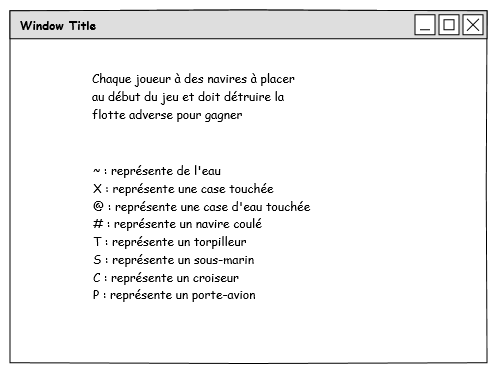 Window Title
Chaque joueur à des navires à placer
au début du jeu et doit détruire la
flotte adverse pour gagner
~ : représente de l'eau
X : représente une case touchée
@ : représente une case d'eau touchée
# : représente un navire coulé
T : représente un torpilleur
S : représente un sous-marin
C : représente un croiseur
P : représente un porte-avion